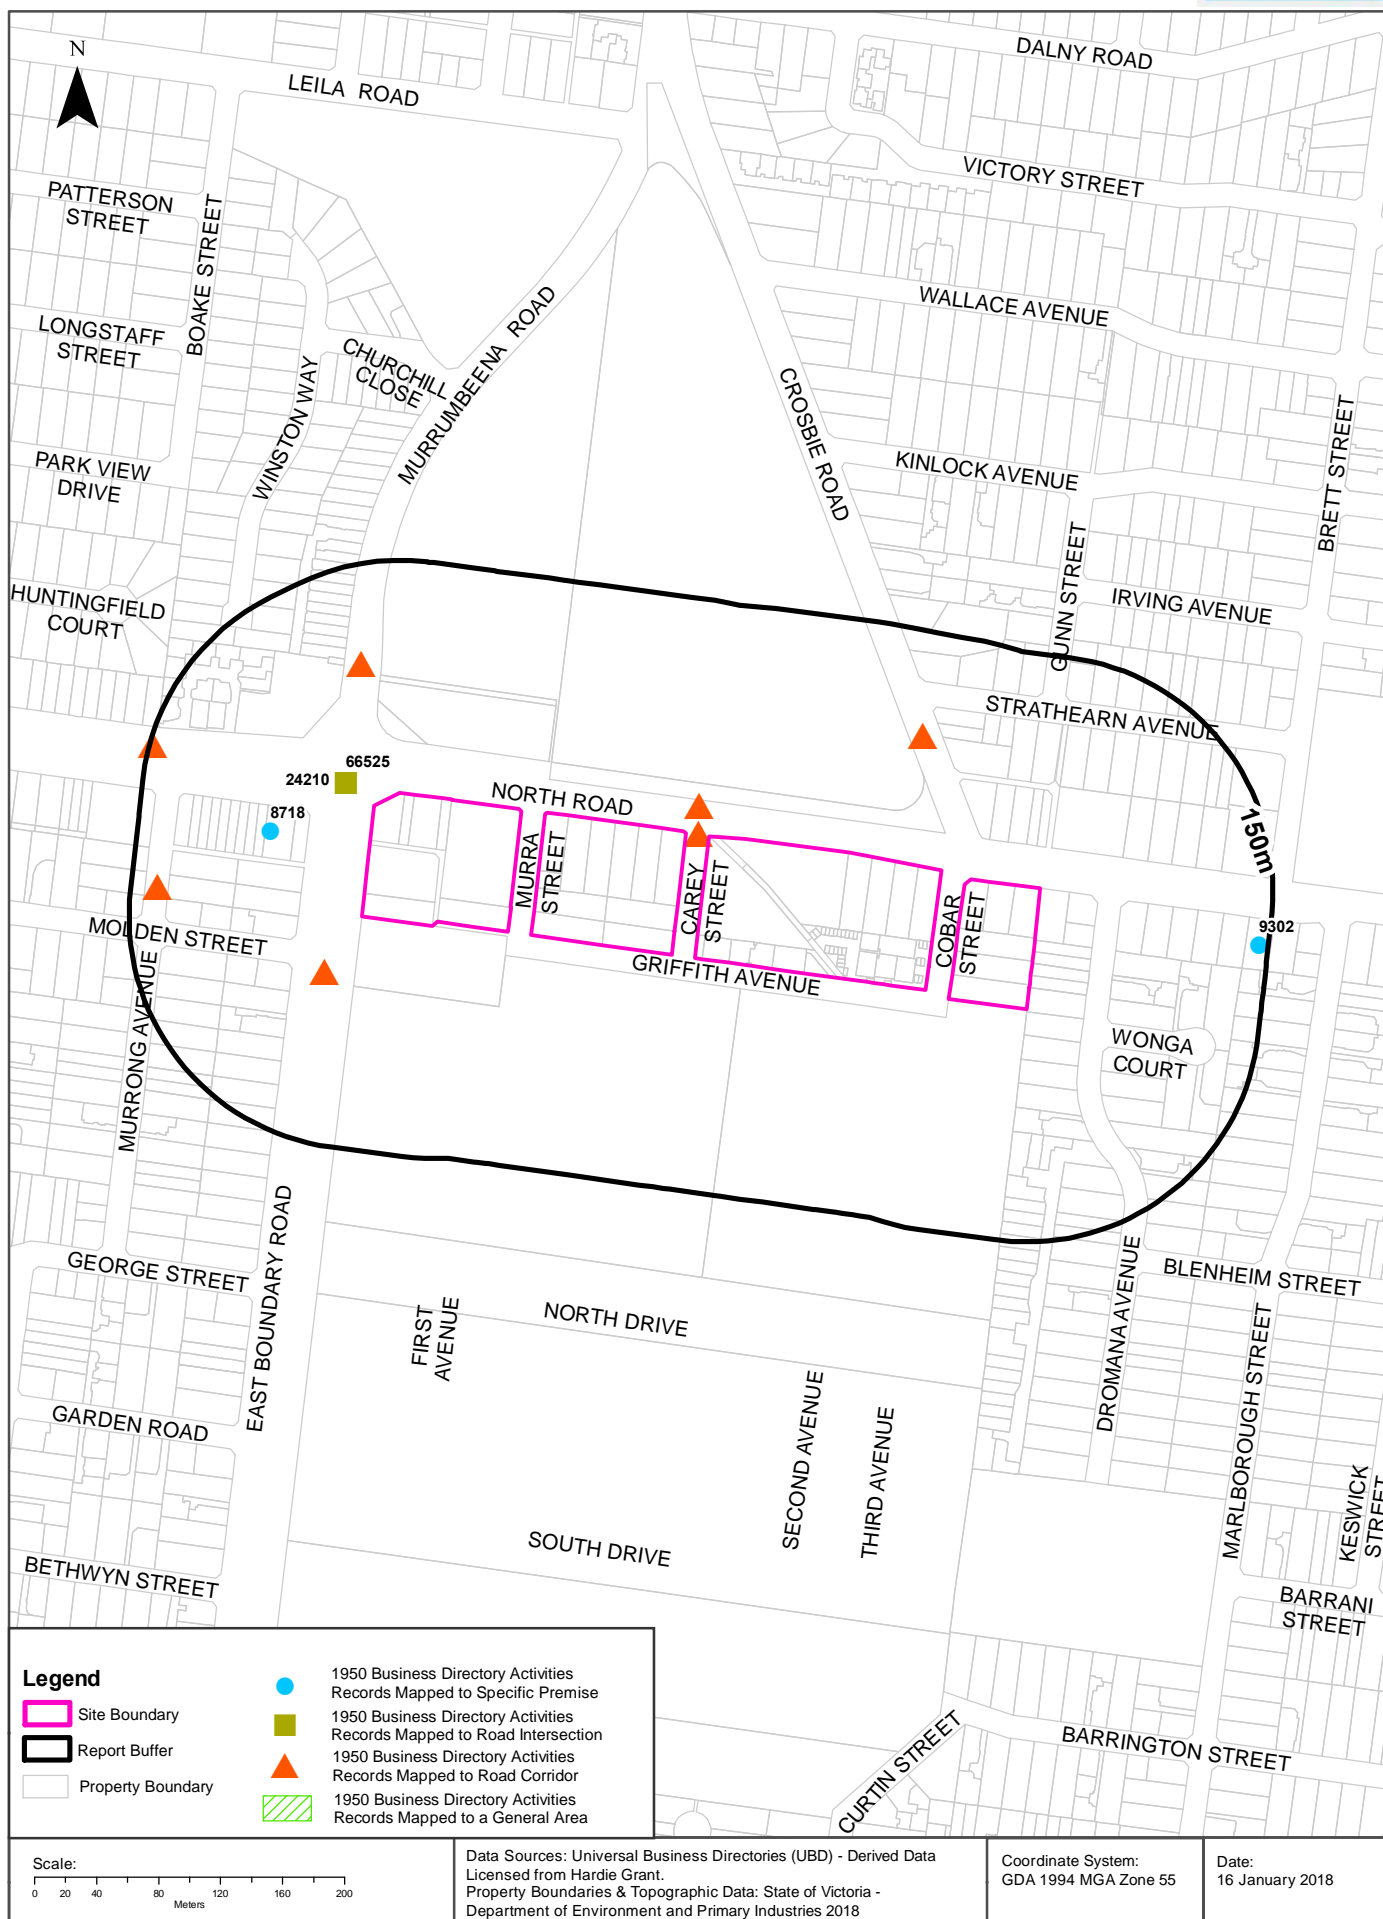 N
DALNY ROAD
LEILA ROAD
VICTORY STREET
PATTERSON
STREET
BOAKE STREET
WALLACE AVENUE
LONGSTAFF
STREET
CHURCHILL
CLOSE
MURRUMBEENA ROAD
WINSTON WAY
CROSBIE ROAD
BRETT STREET
PARK VIEW
DRIVE
KINLOCK AVENUE
GUNN STREET
HUNTINGFIELD
COURT
IRVING AVENUE
STRATHEARN AVENUE
66525
24210
8718
NORTH ROAD
150m
MURRA
STREET
CAREY
STREET
COBAR
STREET
9302
MOLDEN STREET
GRIFFITH AVENUE
MURRONG AVENUE
WONGA
COURT
EAST BOUNDARY ROAD
GEORGE STREET
BLENHEIM STREET
DROMANA AVENUE
FIRST
AVENUE
NORTH DRIVE
MARLBOROUGH STREET
SECOND AVENUE
THIRD AVENUE
GARDEN ROAD
KESWICK
STREET
SOUTH DRIVE
BETHWYN STREET
BARRANI
STREET
CURTIN STREET
BARRINGTON STREET
Legend
Site Boundary
Report Buffer
Property Boundary
1950 Business Directory Activities
Records Mapped to Specific Premise
1950 Business Directory Activities
Records Mapped to Road Intersection
1950 Business Directory Activities
Records Mapped to Road Corridor
1950 Business Directory Activities
Records Mapped to a General Area
Scale:
0 20 40 80 120 160 200
Meters
Data Sources: Universal Business Directories (UBD) - Derived Data
Licensed from Hardie Grant.
Property Boundaries & Topographic Data: State of Victoria -
Department of Environment and Primary Industries 2018
Coordinate System:
GDA 1994 MGA Zone 55
Date:
16 January 2018